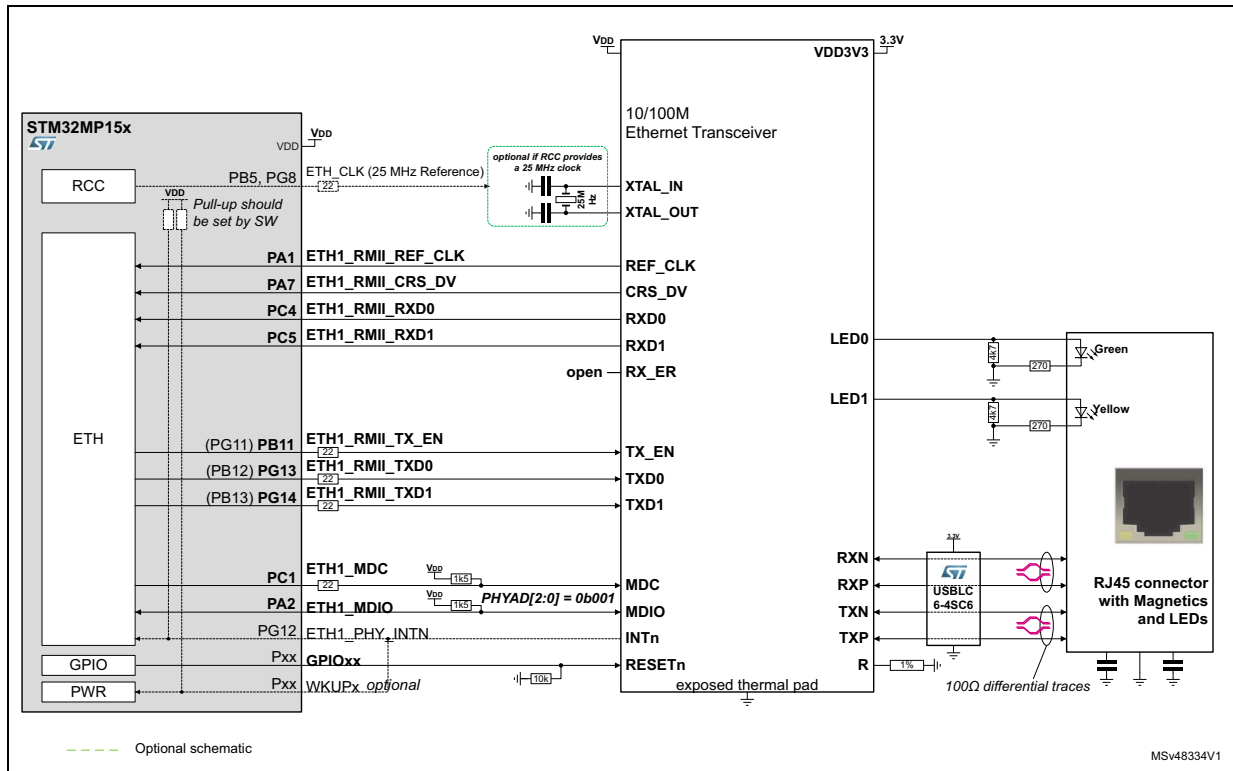 VDD
3.3V
VDD3V3
10/100M
Ethernet Transceiver
STM32MP15x
ST
VDD
VDD
optional if RCC provides
a 25 MHz clock
RCC
PB5, PG8
ETH_CLK (25 MHz Reference)
22
XTAL_IN
25M
Hz
XTAL_OUT
VDD
Pull-up should
be set by SW
PA1 ETH1_RMII_REF_CLK
REF_CLK
PA7 ETH1_RMII_CRS_DV
CRS_DV
PC4 ETH1_RMII_RXD0
RXD0
PC5 ETH1_RMII_RXD1
RXD1
open RX_ER
LED0
4k7
270
Green
LED1
4k7
270
Yellow
ETH
(PG11) PB11 ETH1_RMII_TX_EN
22
TX_EN
(PB12) PG13 ETH1_RMII_TXD0
22
TXD0
(PB13) PG14 ETH1_RMII_TXD1
22
TXD1
3.3V
RXN
RXP
TXN
TXP
ST
USBLC
6-4SC6
RJ45 connector
with Magnetics
and LEDs
PC1 ETH1_MDC
22
VDD
1k5
MDC
PHYAD[2:0] = 0b001
PA2 ETH1_MDIO
VDD
1k5
MDIO
PG12 ETH1_PHY_INTN
INTn
GPIO
Pxx GPIOxx
RESETn
10k
R
1%
PWR
Pxx WKUPx optional
exposed thermal pad
100Ω differential traces
Optional schematic
MSv48334V1